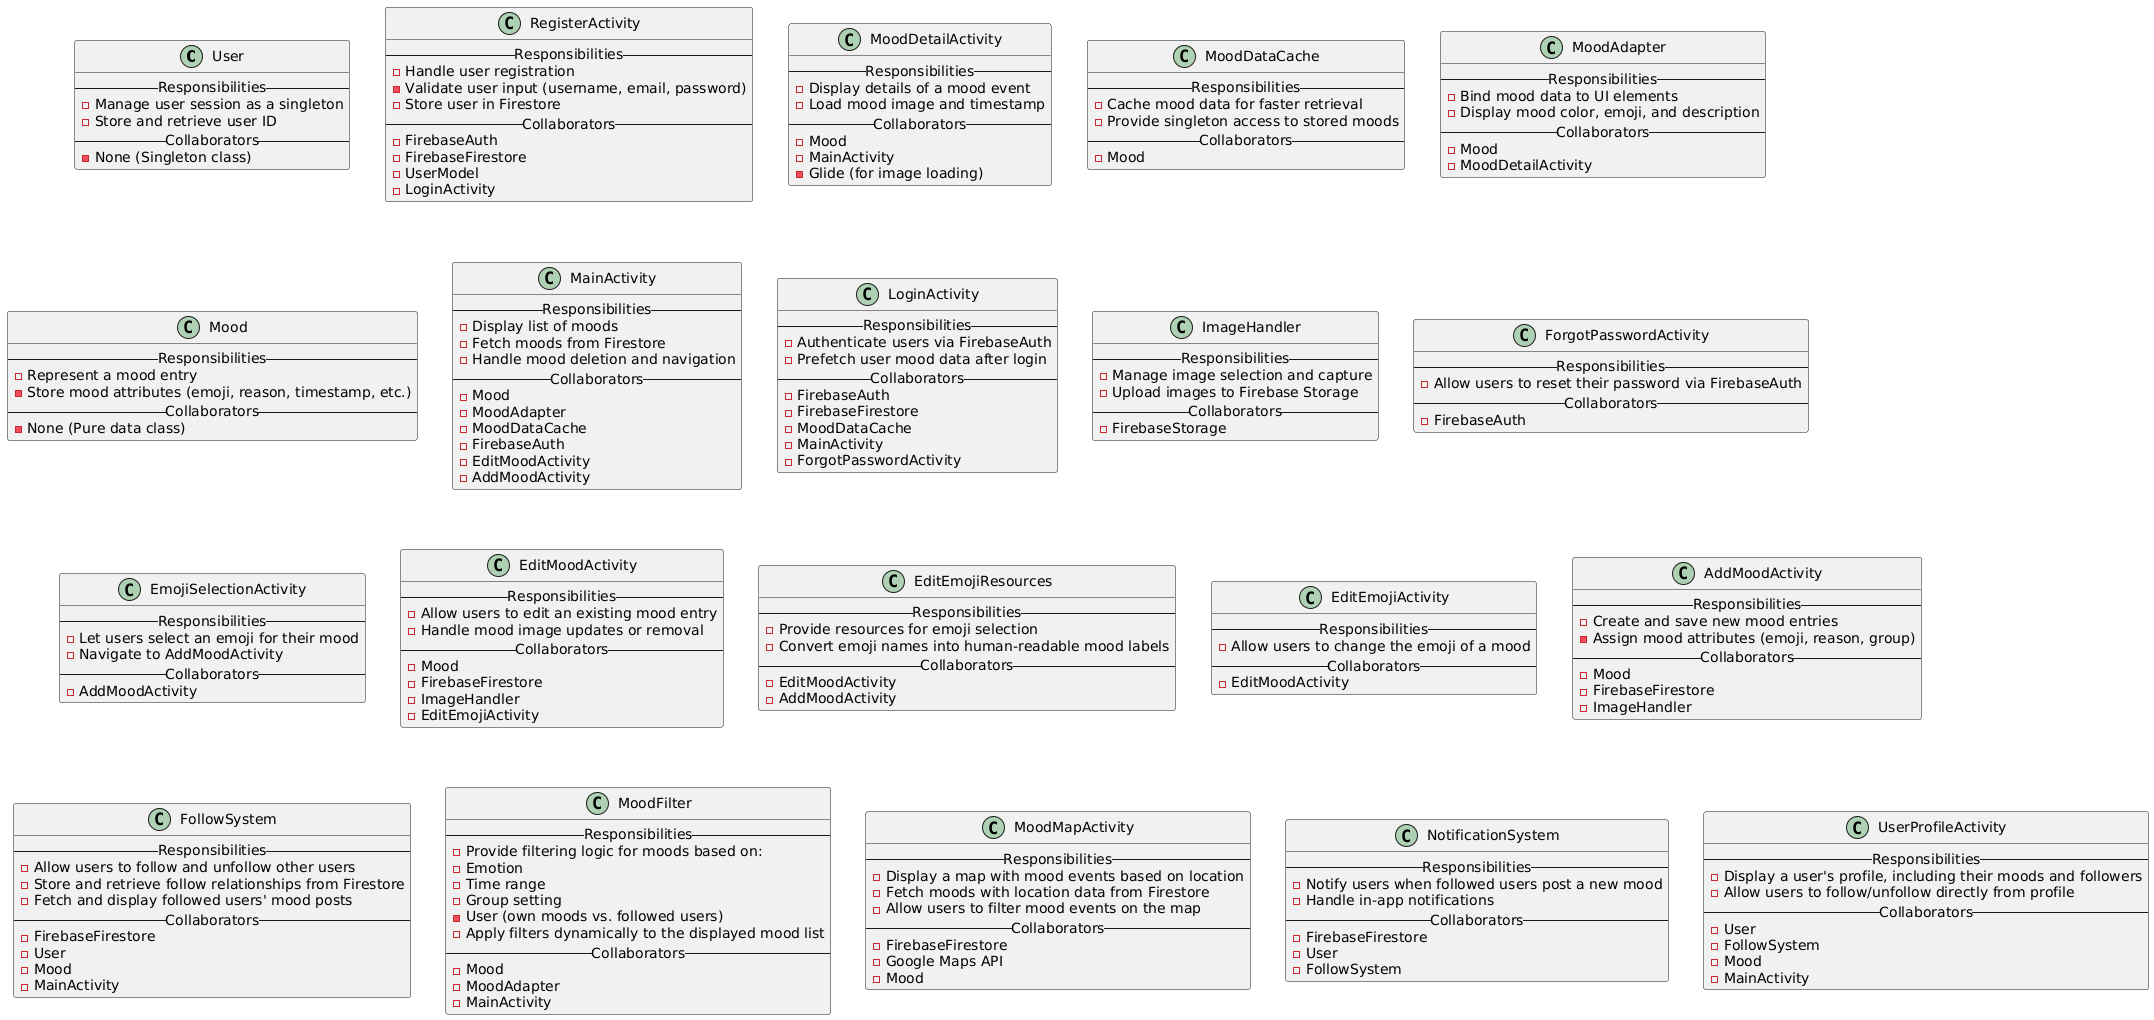 C User
Responsibilities
Manage user session as a singleton
Store and retrieve user ID
Collaborators
None (Singleton class)
C RegisterActivity
Responsibilities
Handle user registration
Validate user input (username, email, password)
Store user in Firestore
Collaborators
FirebaseAuth
FirebaseFirestore
UserModel
LoginActivity
C MoodDetailActivity
Responsibilities
Display details of a mood event
Load mood image and timestamp
Collaborators
Mood
MainActivity
Glide (for image loading)
C MoodDataCache
Responsibilities
Cache mood data for faster retrieval
Provide singleton access to stored moods
Collaborators
Mood
C MoodAdapter
Responsibilities
Bind mood data to UI elements
Display mood color, emoji, and description
Collaborators
Mood
MoodDetailActivity
C Mood
Responsibilities
Represent a mood entry
Store mood attributes (emoji, reason, timestamp, etc.)
Collaborators
None (Pure data class)
C MainActivity
Responsibilities
Display list of moods
Fetch moods from Firestore
Handle mood deletion and navigation
Collaborators
Mood
MoodAdapter
MoodDataCache
FirebaseAuth
EditMoodActivity
AddMoodActivity
C LoginActivity
Responsibilities
Authenticate users via FirebaseAuth
Prefetch user mood data after login
Collaborators
FirebaseAuth
FirebaseFirestore
MoodDataCache
MainActivity
ForgotPasswordActivity
C ImageHandler
Responsibilities
Manage image selection and capture
Upload images to Firebase Storage
Collaborators
FirebaseStorage
C ForgotPasswordActivity
Responsibilities
Allow users to reset their password via FirebaseAuth
Collaborators
FirebaseAuth
C EmojiSelectionActivity
Responsibilities
Let users select an emoji for their mood
Navigate to AddMoodActivity
Collaborators
AddMoodActivity
C EditMoodActivity
Responsibilities
Allow users to edit an existing mood entry
Handle mood image updates or removal
Collaborators
Mood
FirebaseFirestore
ImageHandler
EditEmojiActivity
C EditEmojiResources
Responsibilities
Provide resources for emoji selection
Convert emoji names into human-readable mood labels
Collaborators
EditMoodActivity
AddMoodActivity
C EditEmojiActivity
Responsibilities
Allow users to change the emoji of a mood
Collaborators
EditMoodActivity
C AddMoodActivity
Responsibilities
Create and save new mood entries
Assign mood attributes (emoji, reason, group)
Collaborators
Mood
FirebaseFirestore
ImageHandler
C FollowSystem
Responsibilities
Allow users to follow and unfollow other users
Store and retrieve follow relationships from Firestore
Fetch and display followed users' mood posts
Collaborators
FirebaseFirestore
User
Mood
MainActivity
C MoodFilter
Responsibilities
Provide filtering logic for moods based on:
Emotion
Time range
Group setting
User (own moods vs. followed users)
Apply filters dynamically to the displayed mood list
Collaborators
Mood
MoodAdapter
MainActivity
C MoodMapActivity
Responsibilities
Display a map with mood events based on location
Fetch moods with location data from Firestore
Allow users to filter mood events on the map
Collaborators
FirebaseFirestore
Google Maps API
Mood
C NotificationSystem
Responsibilities
Notify users when followed users post a new mood
Handle in-app notifications
Collaborators
FirebaseFirestore
User
FollowSystem
C UserProfileActivity
Responsibilities
Display a user's profile, including their moods and followers
Allow users to follow/unfollow directly from profile
Collaborators
User
FollowSystem
Mood
MainActivity